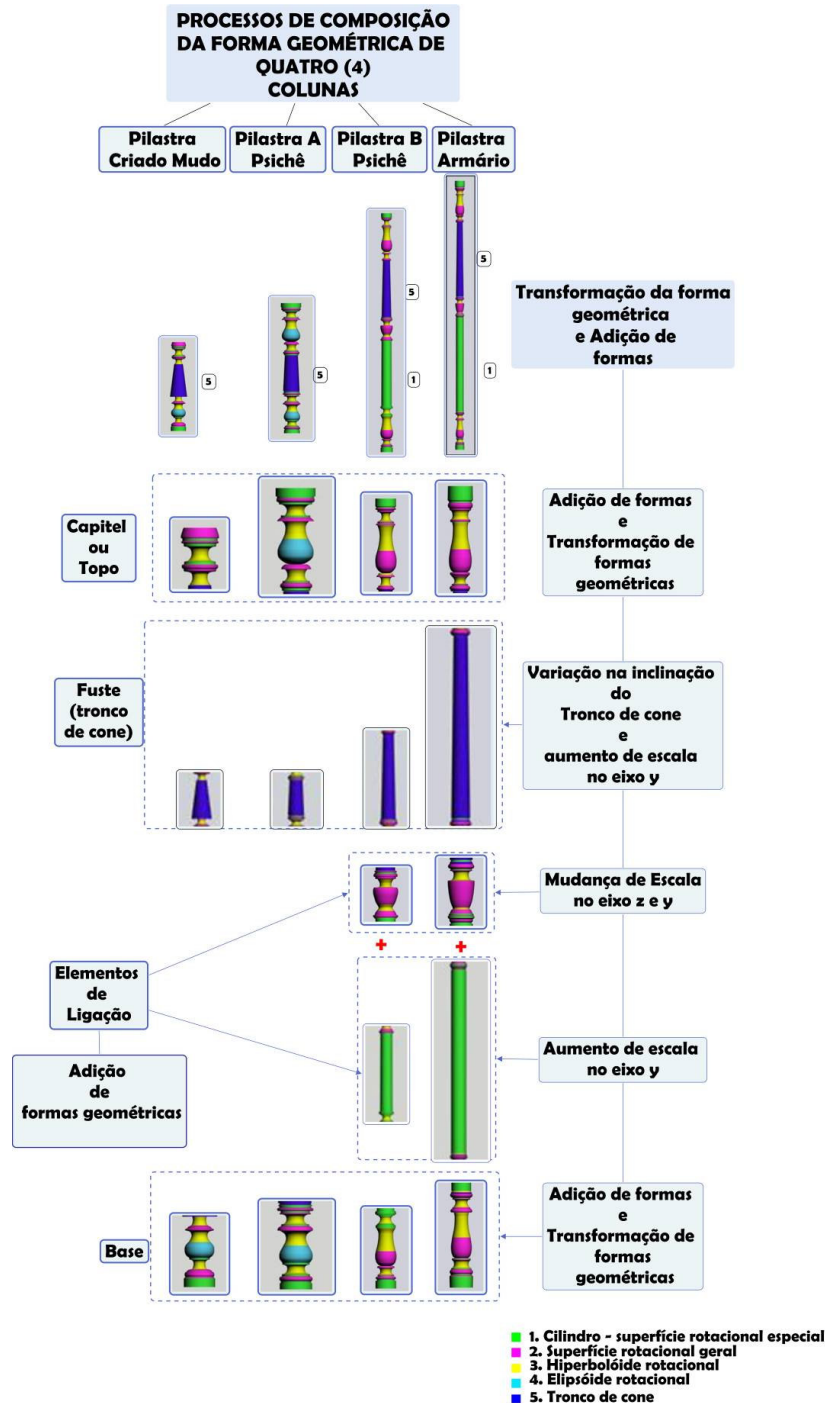 PROCESSOS DE COMPOSIÇÃO
DA FORMA GEOMÉTRICA DE
QUATRO (4)
COLUNAS
Pilastra
Criado Mudo
Pilastra A
Psichê
Pilastra B
Psichê
Pilastra
Armário
5
5
5
1
5
1
Transformação da forma
geométrica
e Adição de
formas
Capitel
ou
Topo
Adição de formas
e
Transformação de
formas
geométricas
Fuste
(tronco
de cone)
Variação na inclinação
do
Tronco de cone
e
aumento de escala
no eixo y
Mudança de Escala
no eixo z e y
+ +
Elementos
de
Ligação
Adição
de
formas geométricas
Aumento de escala
no eixo y
Base
Adição de formas
e
Transformação de
formas
geométricas
1. Cilindro - superfície rotacional especial
2. Superfície rotacional geral
3. Hiperbolóide rotacional
4. Elipsóide rotacional
5. Tronco de cone